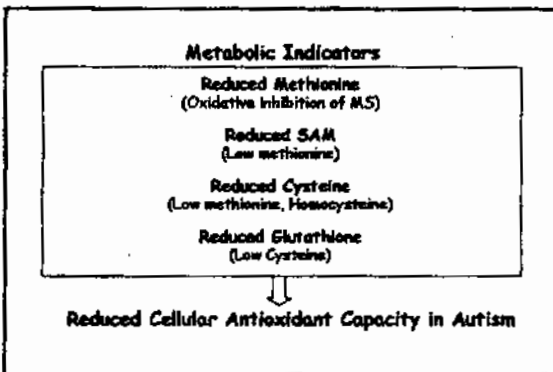 Metabolic Indicators
Reduced Methionine
(Oxidative Inhibition of MS)
Reduced SAM
(Low methionine)
Reduced Cysteine
(Low methionine, Homocysteine)
Reduced Glutathione
(Low Cysteine)
Reduced Cellular Antioxidant Capacity in Autism